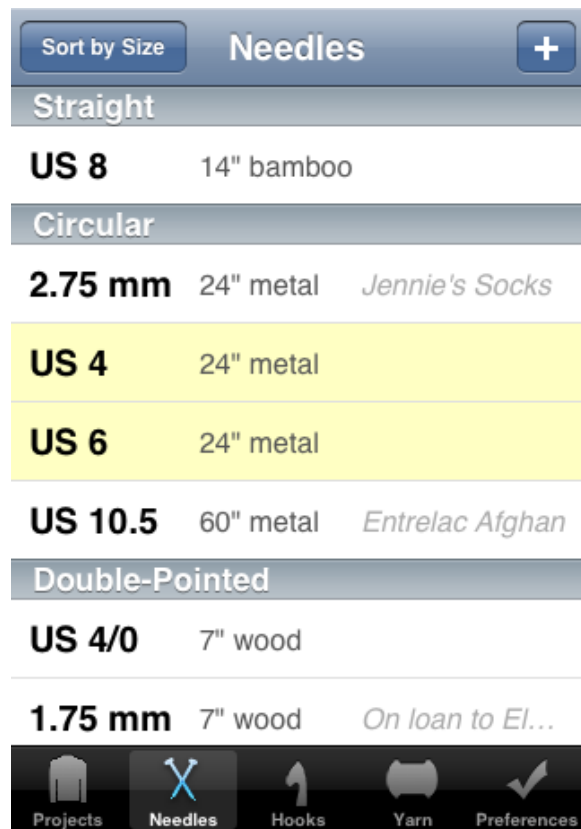 Sort by Size Needles +
Straight
US 8 14" bamboo
Circular
2.75 mm 24" metal Jennie's Socks
US 4 24" metal
US 6 24" metal
US 10.5 60" metal Entrelac Afghan
Double-Pointed
US 4/0 7" wood
1.75 mm 7" wood On loan to El...
Projects Needles Hooks Yarn Preferences